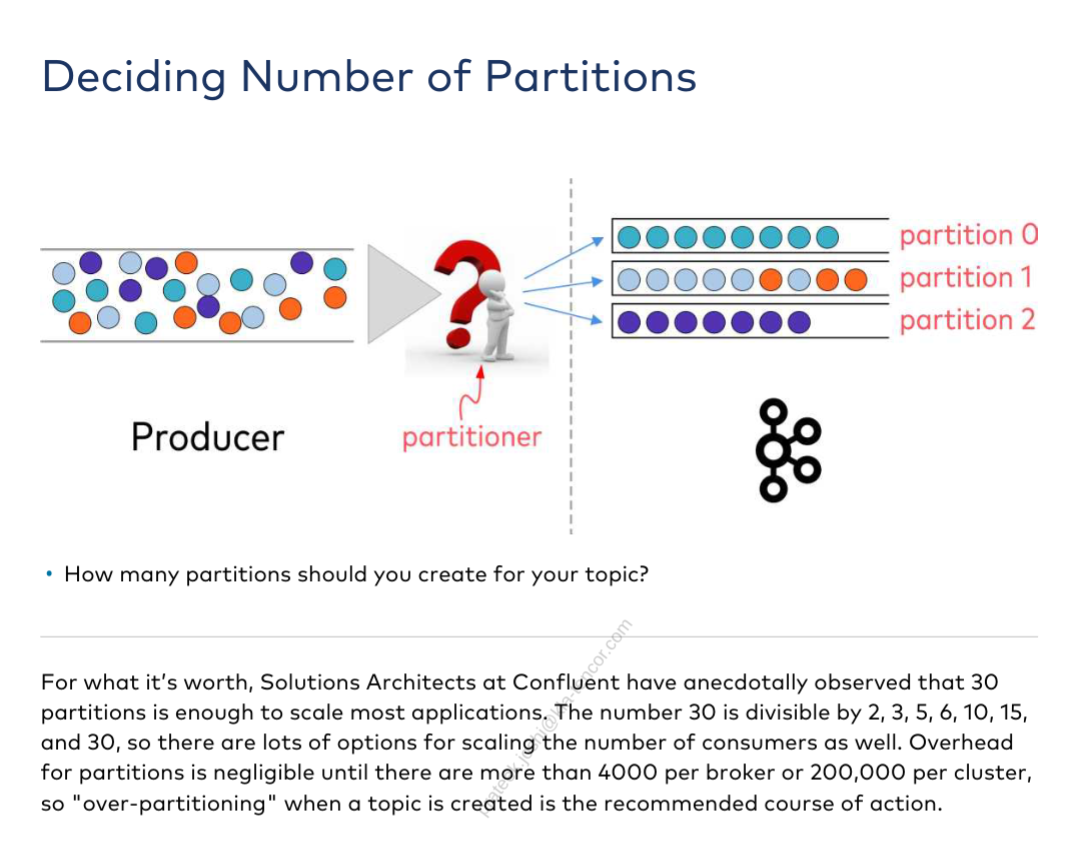 Deciding Number of Partitions
partition 0
partition 1
partition 2
Producer
partitioner
• How many partitions should you create for your topic?
For what it’s worth, Solutions Architects at Confluent have anecdotally observed that 30
partitions is enough to scale most applications. The number 30 is divisible by 2, 3, 5, 6, 10, 15,
and 30, so there are lots of options for scaling the number of consumers as well. Overhead
for partitions is negligible until there are more than 4000 per broker or 200,000 per cluster,
so "over-partitioning" when a topic is created is the recommended course of action.